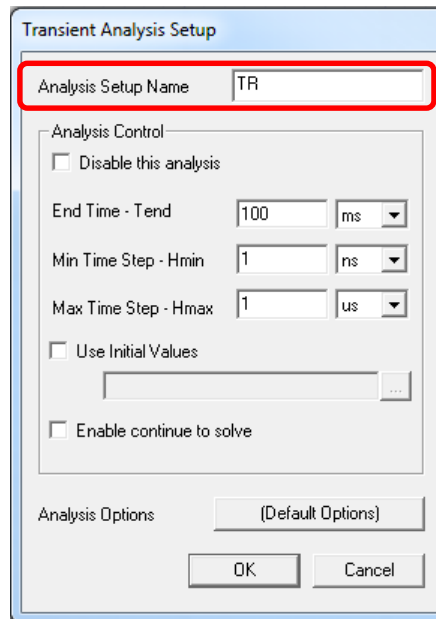 Transient Analysis Setup
Analysis Setup Name TR
Analysis Control
Disable this analysis
End Time - Tend 100 ms
Min Time Step - Hmin 1 ns
Max Time Step - Hmax 1 us
Use Initial Values
...
Enable continue to solve
Analysis Options (Default Options)
OK Cancel